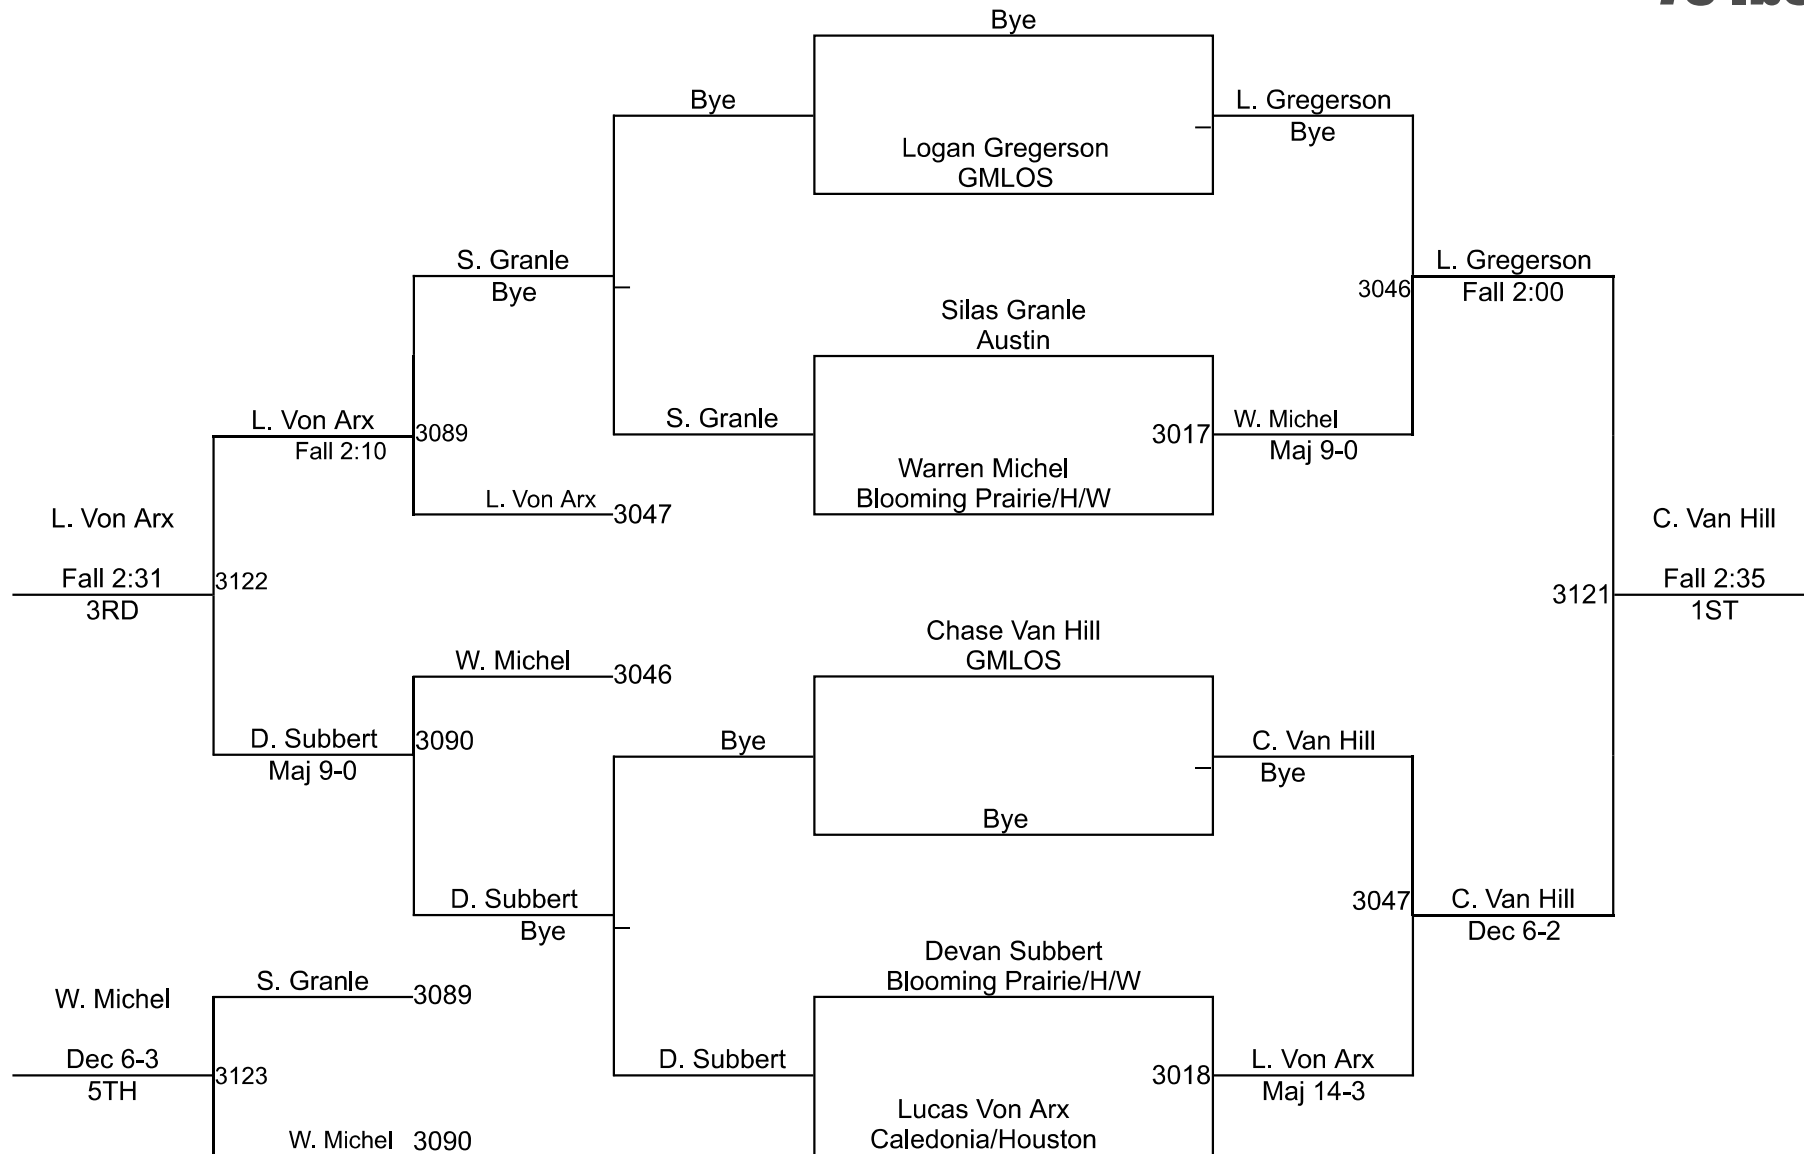 Bye
Bye
L. Gregerson
Bye
Logan Gregerson
GMLOS
S. Granle
Bye
L. Gregerson
Fall 2:00
3046
Silas Granle
Austin
L. Von Arx
Fall 2:10
3089
S. Granle
3017
W. Michel
Maj 9-0
Warren Michel
Blooming Prairie/H/W
L. Von Arx
3047
L. Von Arx
Fall 2:31
3RD
3122
C. Van Hill
Fall 2:35
1ST
3121
Chase Van Hill
GMLOS
W. Michel
3046
D. Subbert
Maj 9-0
3090
Bye
C. Van Hill
Bye
Bye
D. Subbert
Bye
3047
C. Van Hill
Dec 6-2
Devan Subbert
Blooming Prairie/H/W
S. Granle
3089
W. Michel
Dec 6-3
5TH
3123
D. Subbert
3018
L. Von Arx
Maj 14-3
Lucas Von Arx
Caledonia/Houston
W. Michel
3090